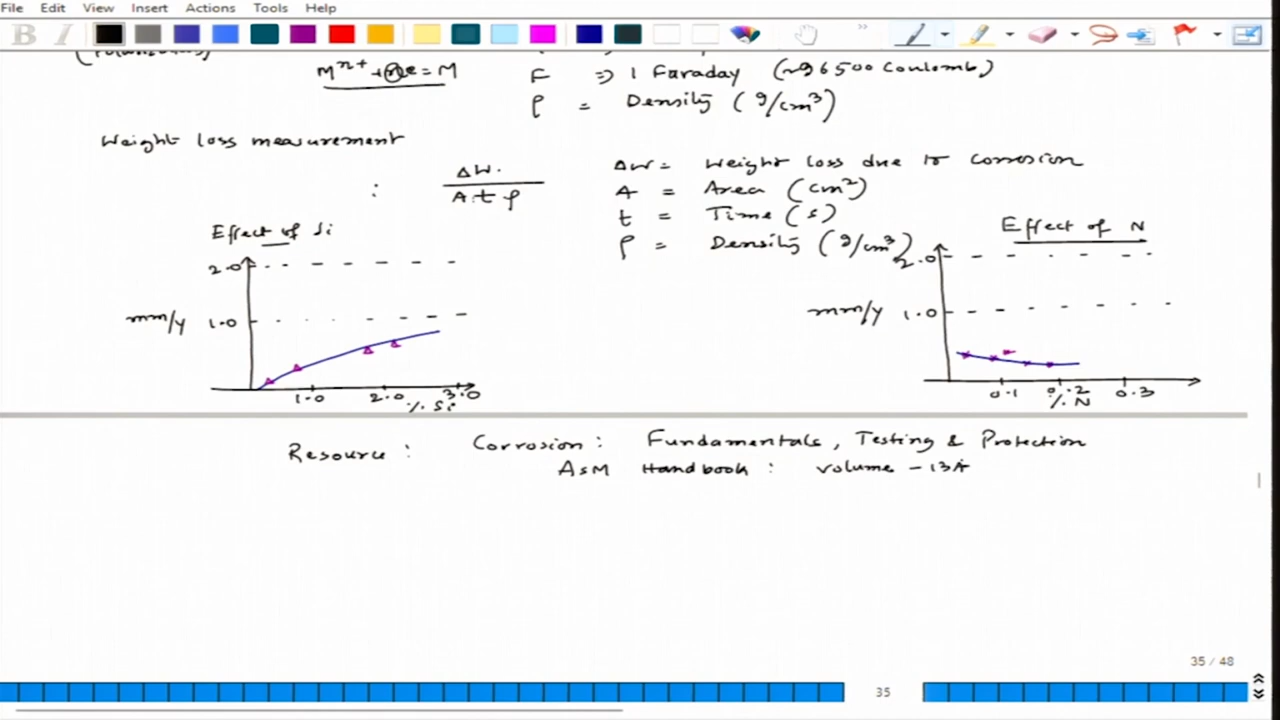 File Edit View Insert Actions Tools Help
B I
M^n+ + ne = M
F => 1 Faraday (~96500 Coulomb)
ρ = Density (g/cm³)
Weight loss measurement
: ΔW. / A.t ρ
ΔW = Weight loss due to corrosion
A = Area (cm²)
t = Time (s)
ρ = Density (g/cm³)
Effect of Si
2.0
mm/y 1.0
1.0 2.0 3.0
% Si
Effect of N
2.0
mm/y 1.0
0.1 0.2 0.3
% N
Resource : Corrosion : Fundamentals, Testing & Protection
ASM Handbook : Volume - 13A
35 / 48
35